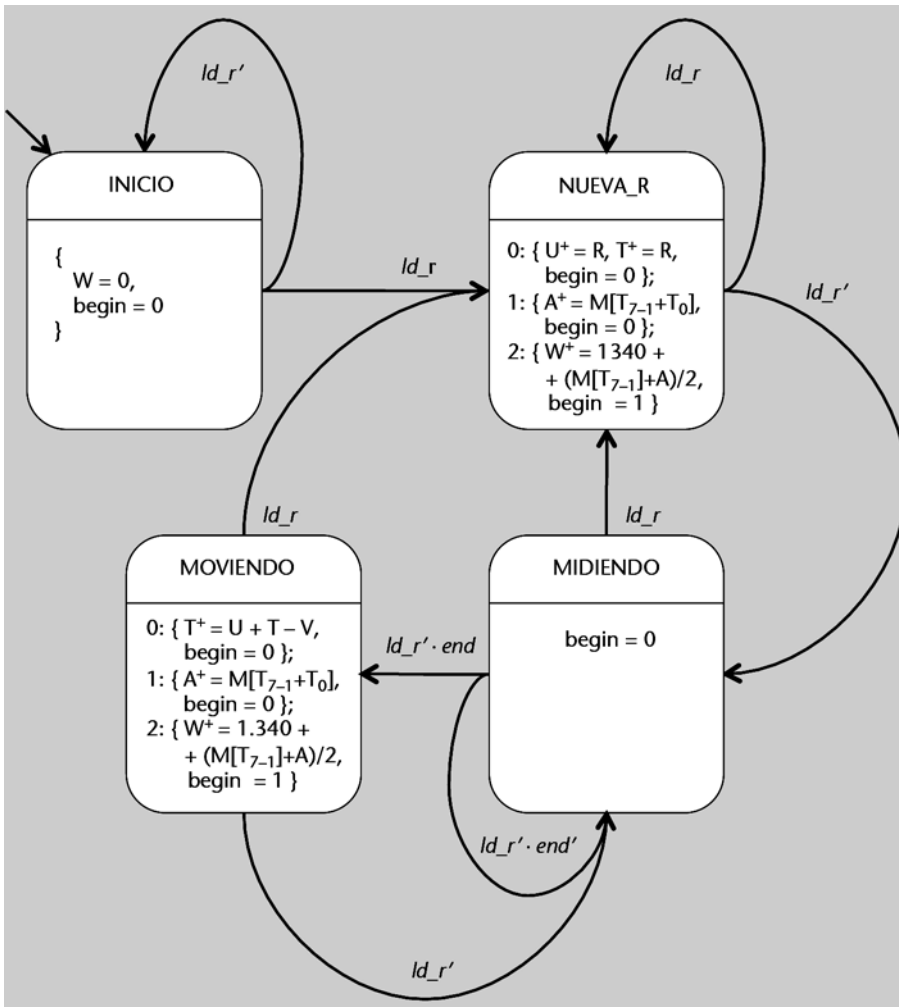 ld_r′
ld_r
INICIO
{
W = 0,
begin = 0
}
ld_r
NUEVA_R
0: { U⁺ = R, T⁺ = R,
begin = 0 };
1: { A⁺ = M[T₇₋₁+T₀],
begin = 0 };
2: { W⁺ = 1340 +
+ (M[T₇₋₁]+A)/2,
begin = 1 }
ld_r′
ld_r
ld_r
MOVIENDO
0: { T⁺ = U + T – V,
begin = 0 };
1: { A⁺ = M[T₇₋₁+T₀],
begin = 0 };
2: { W⁺ = 1.340 +
+ (M[T₇₋₁]+A)/2,
begin = 1 }
ld_r′ · end
MIDIENDO
begin = 0
ld_r′ · end′
ld_r′